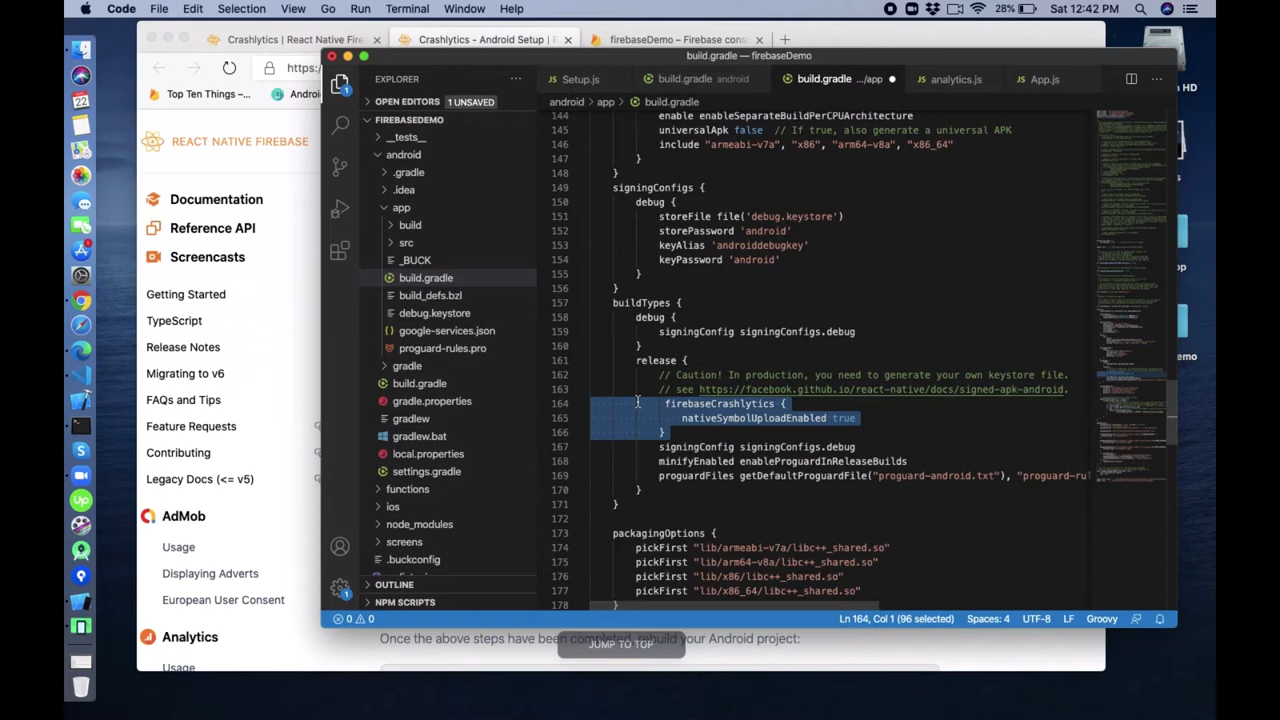 Code File Edit Selection View Go Run Terminal Window Help
28% Sat 12:42 PM
Crashlytics | React Native Fire
Crashlytics - Android Setup |
firebaseDemo – Firebase cons
https:
Top Ten Things –...
REACT NATIVE FIREBASE
Documentation
Reference API
Screencasts
Getting Started
TypeScript
Release Notes
Migrating to v6
FAQs and Tips
Feature Requests
Contributing
Legacy Docs (<= v5)
AdMob
Usage
Displaying Adverts
European User Consent
Analytics
Usage
Once the above steps have been completed, rebuild your Android project:
JUMP TO TOP
build.gradle — firebaseDemo
EXPLORER
OPEN EDITORS 1 UNSAVED
FIREBASEDEMO
_tests_
android
.gradle
.idea
app
build
src
_BUCK
build.gradle
build_defs.bzl
debug.keystore
google-services.json
proguard-rules.pro
gradle
build.gradle
gradle.properties
gradlew
gradlew.bat
local.properties
settings.gradle
functions
ios
node_modules
screens
.buckconfig
OUTLINE
NPM SCRIPTS
Setup.js
build.gradle android
build.gradle .../app
analytics.js
App.js
android > app > build.gradle
144 enable enableSeparateBuildPerCPUArchitecture
145 universalApk false // If true, also generate a universal APK
146 include "armeabi-v7a", "x86", "arm64-v8a", "x86_64"
147 }
148 }
149 signingConfigs {
150 debug {
151 storeFile file('debug.keystore')
152 storePassword 'android'
153 keyAlias 'androiddebugkey'
154 keyPassword 'android'
155 }
156 }
157 buildTypes {
158 debug {
159 signingConfig signingConfigs.debug
160 }
161 release {
162 // Caution! In production, you need to generate your own keystore file.
163 // see https://facebook.github.io/react-native/docs/signed-apk-android.
164 firebaseCrashlytics {
165 nativeSymbolUploadEnabled true
166 }
167 signingConfig signingConfigs.debug
168 minifyEnabled enableProguardInReleaseBuilds
169 proguardFiles getDefaultProguardFile("proguard-android.txt"), "proguard-ru
170 }
171 }
172
173 packagingOptions {
174 pickFirst "lib/armeabi-v7a/libc++_shared.so"
175 pickFirst "lib/arm64-v8a/libc++_shared.so"
176 pickFirst "lib/x86/libc++_shared.so"
177 pickFirst "lib/x86_64/libc++_shared.so"
178 }
0 0 Ln 164, Col 1 (96 selected) Spaces: 4 UTF-8 LF Groovy